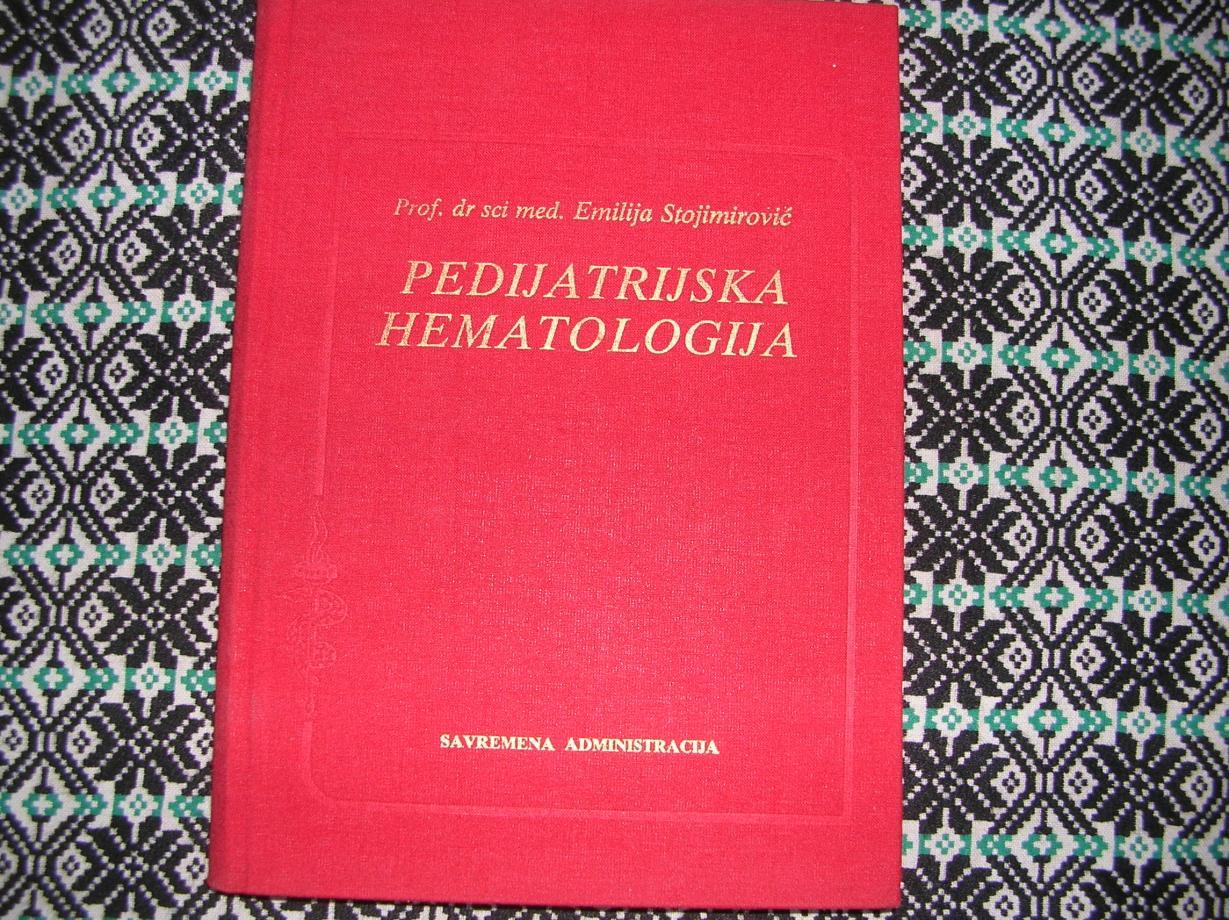 Prof. dr sci med. Emilija Stojimirović
PEDIJATRIJSKA
HEMATOLOGIJA
SAVREMENA ADMINISTRACIJA